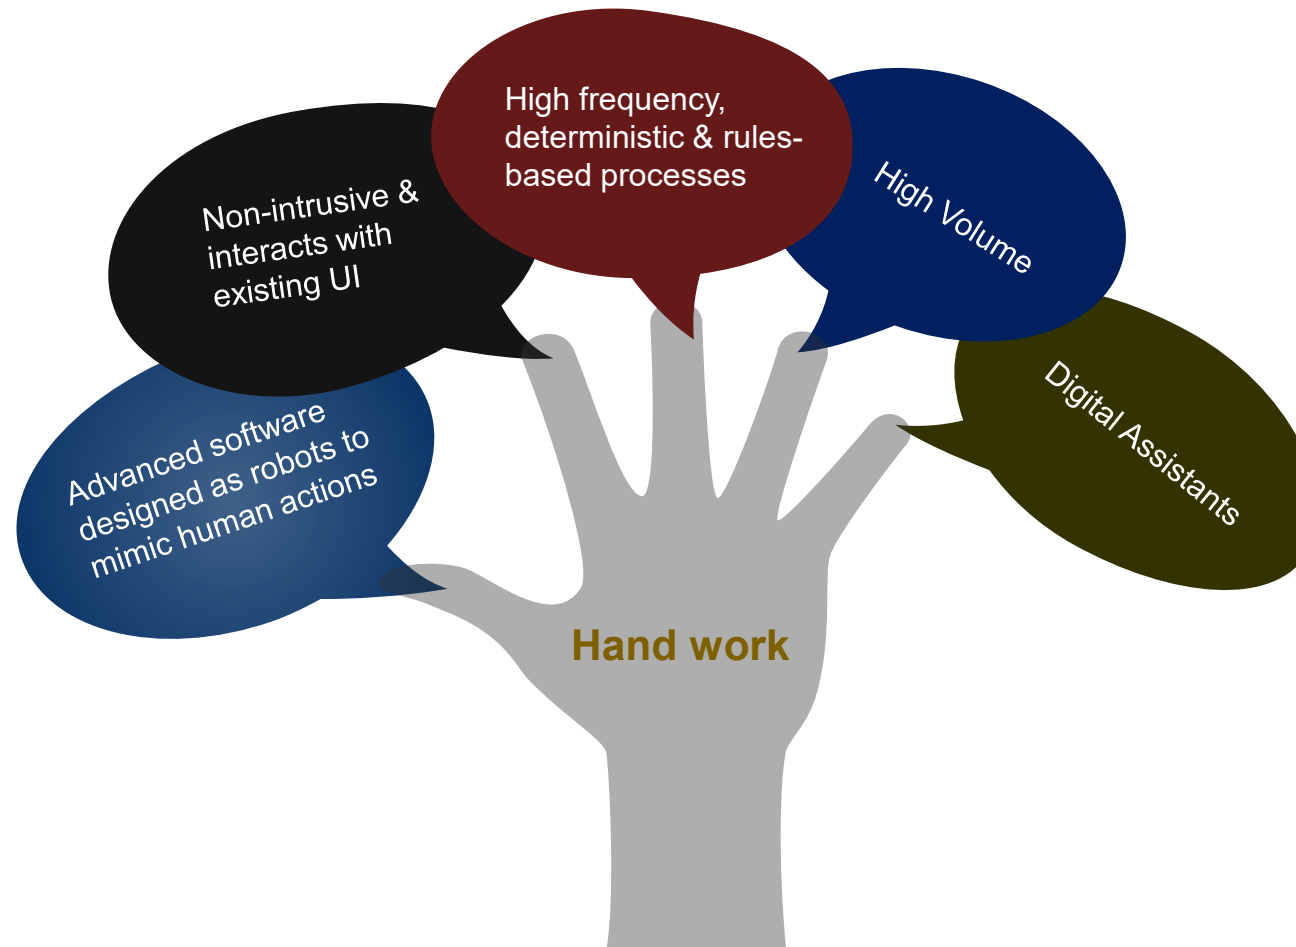 High frequency,
deterministic & rules-
based processes
Non-intrusive &
interacts with
existing UI
High Volume
Advanced software
designed as robots to
mimic human actions
Digital Assistants
Hand work